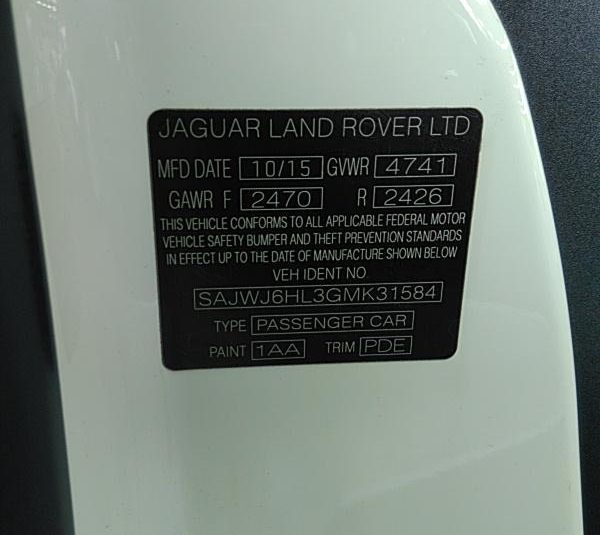 JAGUAR LAND ROVER LTD
MFD DATE 10/15 GVWR 4741
GAWR F 2470 R 2426
THIS VEHICLE CONFORMS TO ALL APPLICABLE FEDERAL MOTOR
VEHICLE SAFETY BUMPER AND THEFT PREVENTION STANDARDS
IN EFFECT UP TO THE DATE OF MANUFACTURE SHOWN BELOW
VEH IDENT NO
SAJWJ6HL3GMK31584
TYPE PASSENGER CAR
PAINT 1AA TRIM PDE